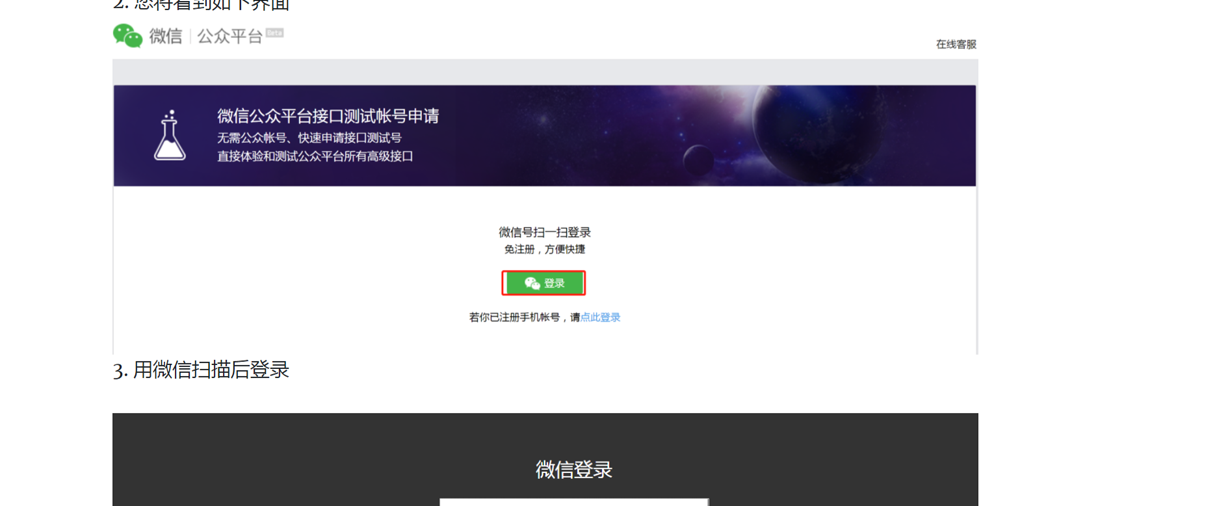 2. 您将看到如下界面
微信 公众平台 Beta
在线客服
微信公众平台接口测试帐号申请
无需公众帐号、快速申请接口测试号
直接体验和测试公众平台所有高级接口
微信号扫一扫登录
免注册，方便快捷
登录
若你已注册手机帐号，请点此登录
3. 用微信扫描后登录
微信登录